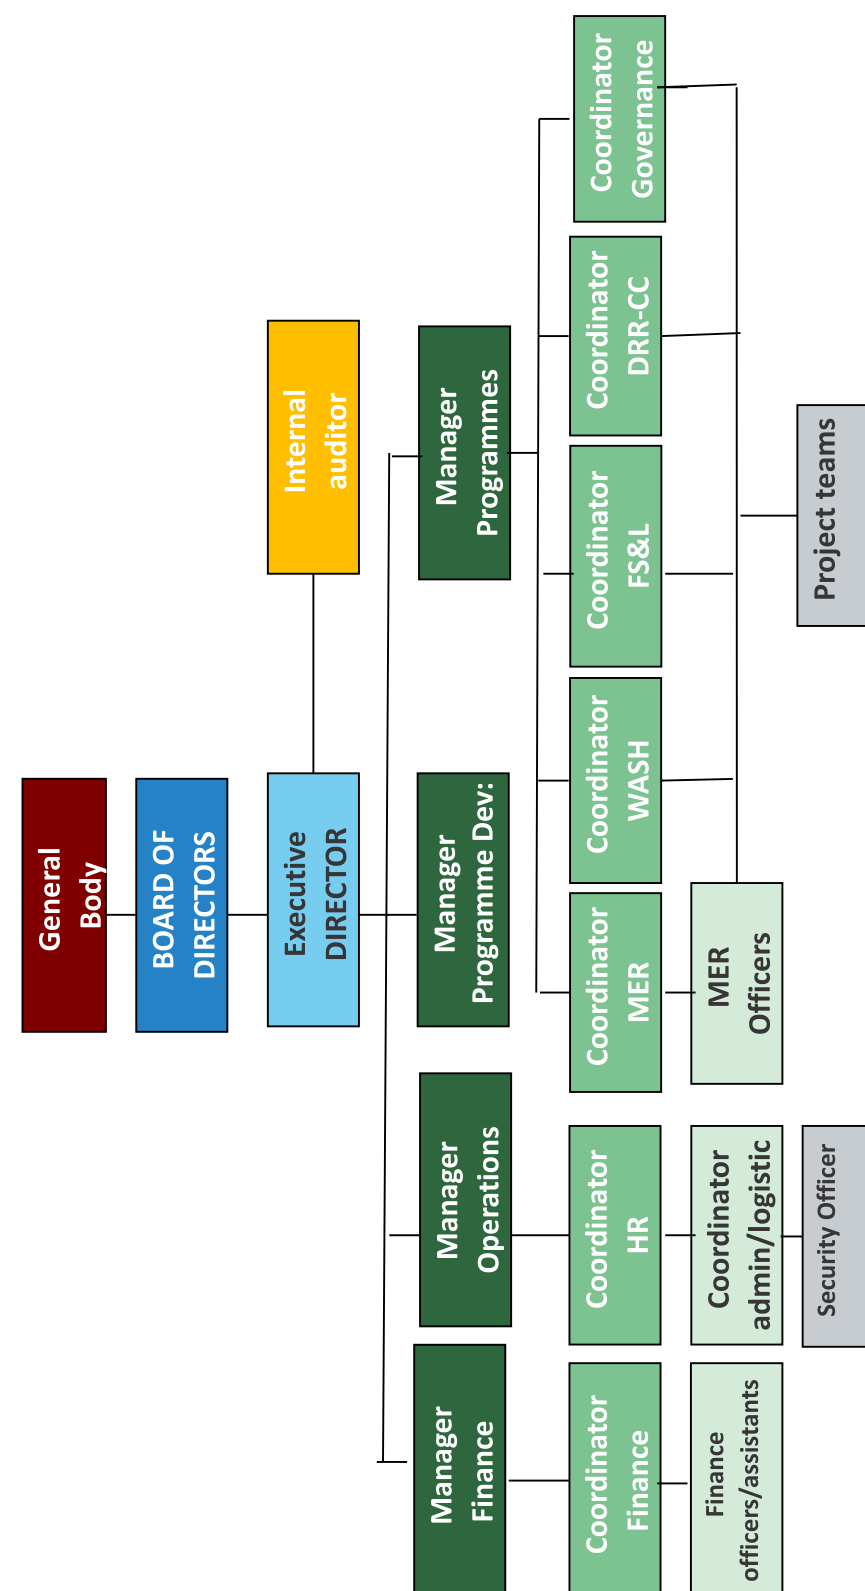 General
Body
BOARD OF
DIRECTORS
Executive
DIRECTOR
Internal
auditor
Manager
Finance
Manager
Operations
Manager
Programme Dev:
Manager
Programmes
Coordinator
Finance
Coordinator
HR
Coordinator
MER
Coordinator
WASH
Coordinator
FS&L
Coordinator
DRR-CC
Coordinator
Governance
Finance
officers/assistants
Coordinator
admin/logistic
MER
Officers
Security Officer
Project teams